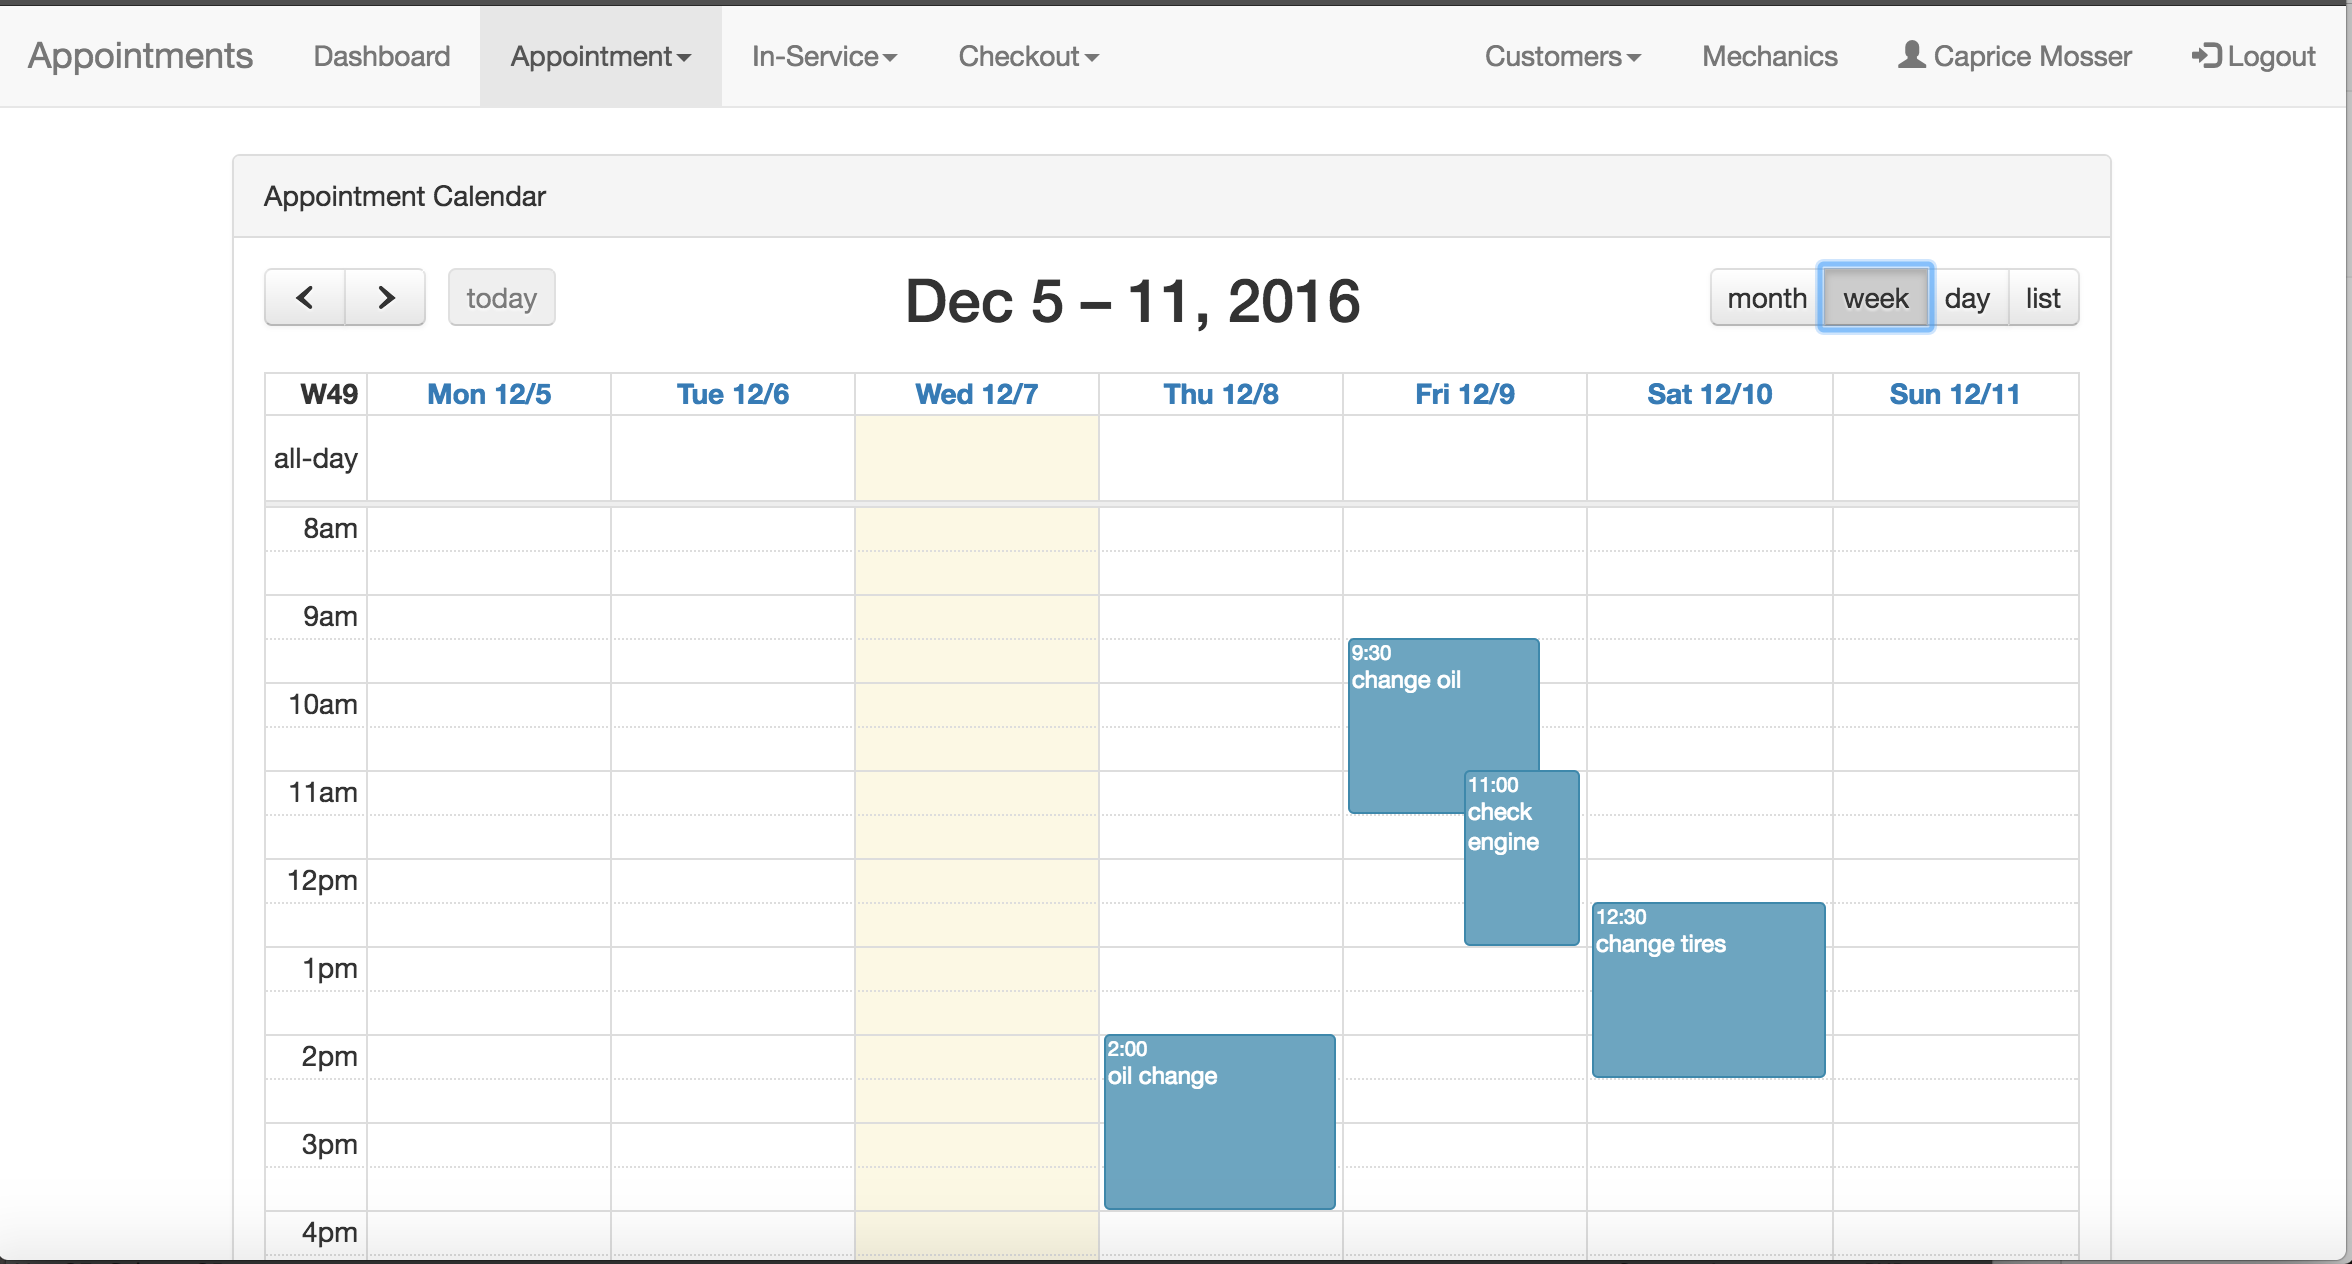 Appointments Dashboard Appointment In-Service Checkout Customers Mechanics Caprice Mosser Logout
Appointment Calendar
today Dec 5 – 11, 2016 month week day list
W49 Mon 12/5 Tue 12/6 Wed 12/7 Thu 12/8 Fri 12/9 Sat 12/10 Sun 12/11
all-day
8am
9am
9:30
change oil
10am
11am
11:00
check
engine
12pm
12:30
change tires
1pm
2pm
2:00
oil change
3pm
4pm